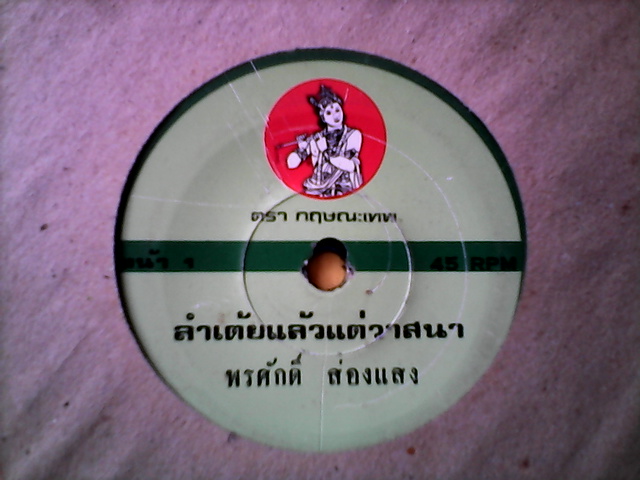 ตรา กฤษณะเทพ
หน้า ๑ 45 RPM
ลำเต้ยแล้วแต่วาสนา
พรศักดิ์ ส่องแสง